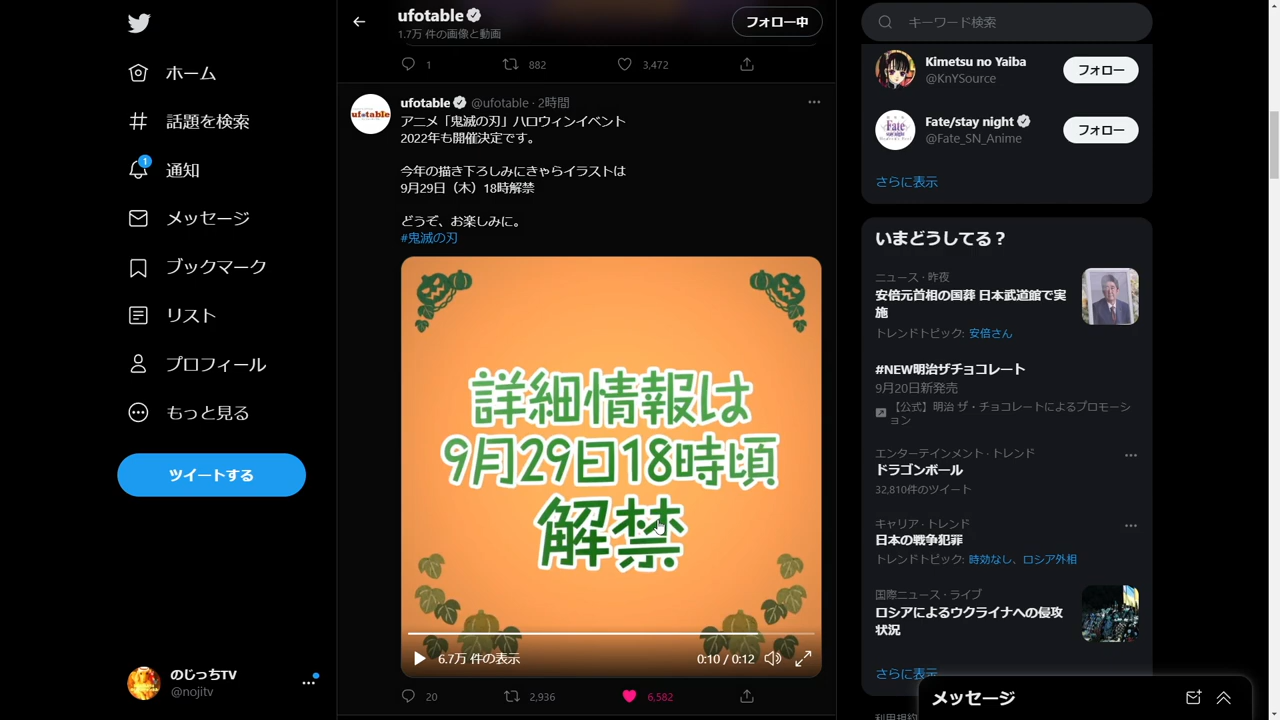 ホーム
話題を検索
1
通知
メッセージ
ブックマーク
リスト
プロフィール
もっと見る
ツイートする
のじっちTV
@nojitv
ufotable
1.7万 件の画像と動画
フォロー中
1
882
3,472
ufotable @ufotable · 2時間
アニメ「鬼滅の刃」ハロウィンイベント
2022年も開催決定です。
今年の描き下ろしみにきゃらイラストは
9月29日（木）18時解禁
どうぞ、お楽しみに。
#鬼滅の刃
詳細情報は
9月29日18時頃
解禁
6.7万 件の表示
0:10 / 0:12
20
2,936
6,582
キーワード検索
Kimetsu no Yaiba
@KnYSource
フォロー
Fate/stay night
@Fate_SN_Anime
フォロー
さらに表示
いまどうしてる？
ニュース · 昨夜
安倍元首相の国葬 日本武道館で実
施
トレンドトピック: 安倍さん
#NEW明治ザチョコレート
9月20日新発売
【公式】明治 ザ・チョコレートによるプロモーシ
ョン
エンターテインメント · トレンド
ドラゴンボール
32,810件のツイート
キャリア · トレンド
日本の戦争犯罪
トレンドトピック: 時効なし、ロシア外相
国際ニュース · ライブ
ロシアによるウクライナへの侵攻
状況
さらに表示
メッセージ
利用規約